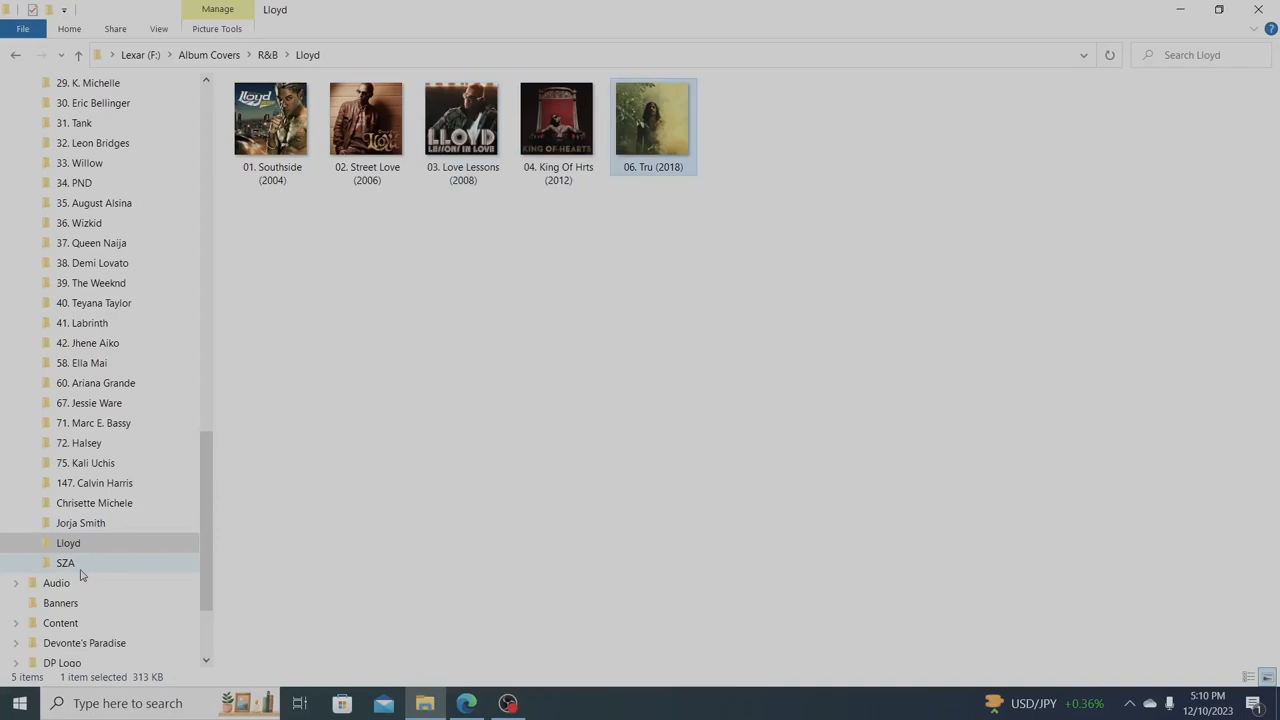 Manage
Lloyd
File
Home
Share
View
Picture Tools
Lexar (F:)
Album Covers
R&B
Lloyd
Search Lloyd
29. K. Michelle
30. Eric Bellinger
31. Tank
32. Leon Bridges
33. Willow
34. PND
35. August Alsina
36. Wizkid
37. Queen Naija
38. Demi Lovato
39. The Weeknd
40. Teyana Taylor
41. Labrinth
42. Jhene Aiko
58. Ella Mai
60. Ariana Grande
67. Jessie Ware
71. Marc E. Bassy
72. Halsey
75. Kali Uchis
147. Calvin Harris
Chrisette Michele
Jorja Smith
Lloyd
SZA
Audio
Banners
Content
Devonte's Paradise
DP Logo
Lloyd
LLOYD
LESSONS IN LOVE
KING OF HEARTS
01. Southside
(2004)
02. Street Love
(2006)
03. Love Lessons
(2008)
04. King Of Hrts
(2012)
06. Tru (2018)
5 items
1 item selected 313 KB
Type here to search
USD/JPY +0.36%
5:10 PM
12/10/2023
1